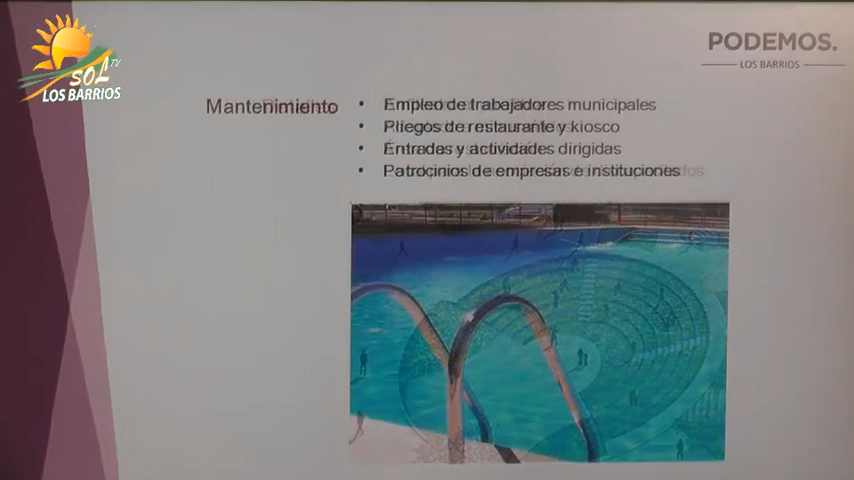 SOL TV
LOS BARRIOS
PODEMOS.
LOS BARRIOS
Mantenimiento
• Empleo de trabajadores municipales
• Pliegos de restaurante y kiosco
• Entradas y actividades dirigidas
• Patrocinios de empresas e instituciones